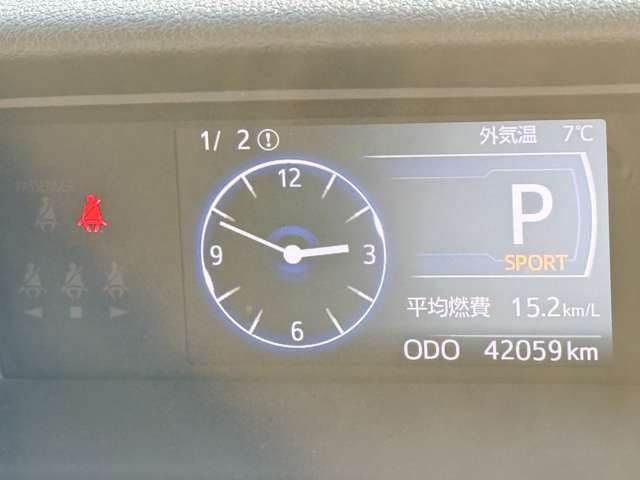 PASSENGER
1/ 2
外気温 7℃
12
9
3
6
P
SPORT
平均燃費 15.2km/L
ODO 42059km